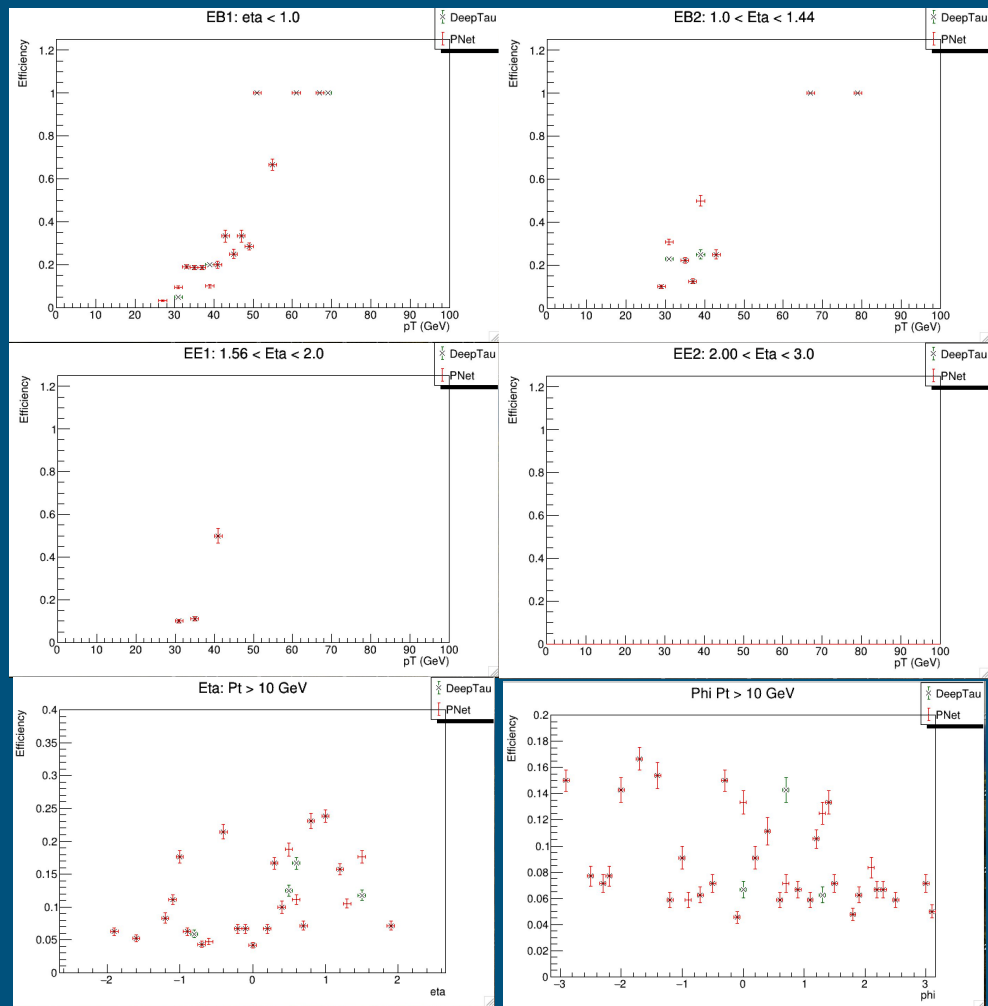 EB1: eta < 1.0
DeepTau
PNet
Efficiency
1.2
1
0.8
0.6
0.4
0.2
0
0 10 20 30 40 50 60 70 80 90 100
pT (GeV)
EB2: 1.0 < Eta < 1.44
DeepTau
PNet
Efficiency
1.2
1
0.8
0.6
0.4
0.2
0
0 10 20 30 40 50 60 70 80 90 100
pT (GeV)
EE1: 1.56 < Eta < 2.0
DeepTau
PNet
Efficiency
1.2
1
0.8
0.6
0.4
0.2
0
0 10 20 30 40 50 60 70 80 90 100
pT (GeV)
EE2: 2.00 < Eta < 3.0
DeepTau
PNet
Efficiency
1.2
1
0.8
0.6
0.4
0.2
0
0 10 20 30 40 50 60 70 80 90 100
pT (GeV)
Eta: Pt > 10 GeV
DeepTau
PNet
Efficiency
0.4
0.35
0.3
0.25
0.2
0.15
0.1
0.05
0
−2 −1 0 1 2
eta
Phi Pt > 10 GeV
DeepTau
PNet
Efficiency
0.2
0.18
0.16
0.14
0.12
0.1
0.08
0.06
0.04
0.02
0
−3 −2 −1 0 1 2 3
phi